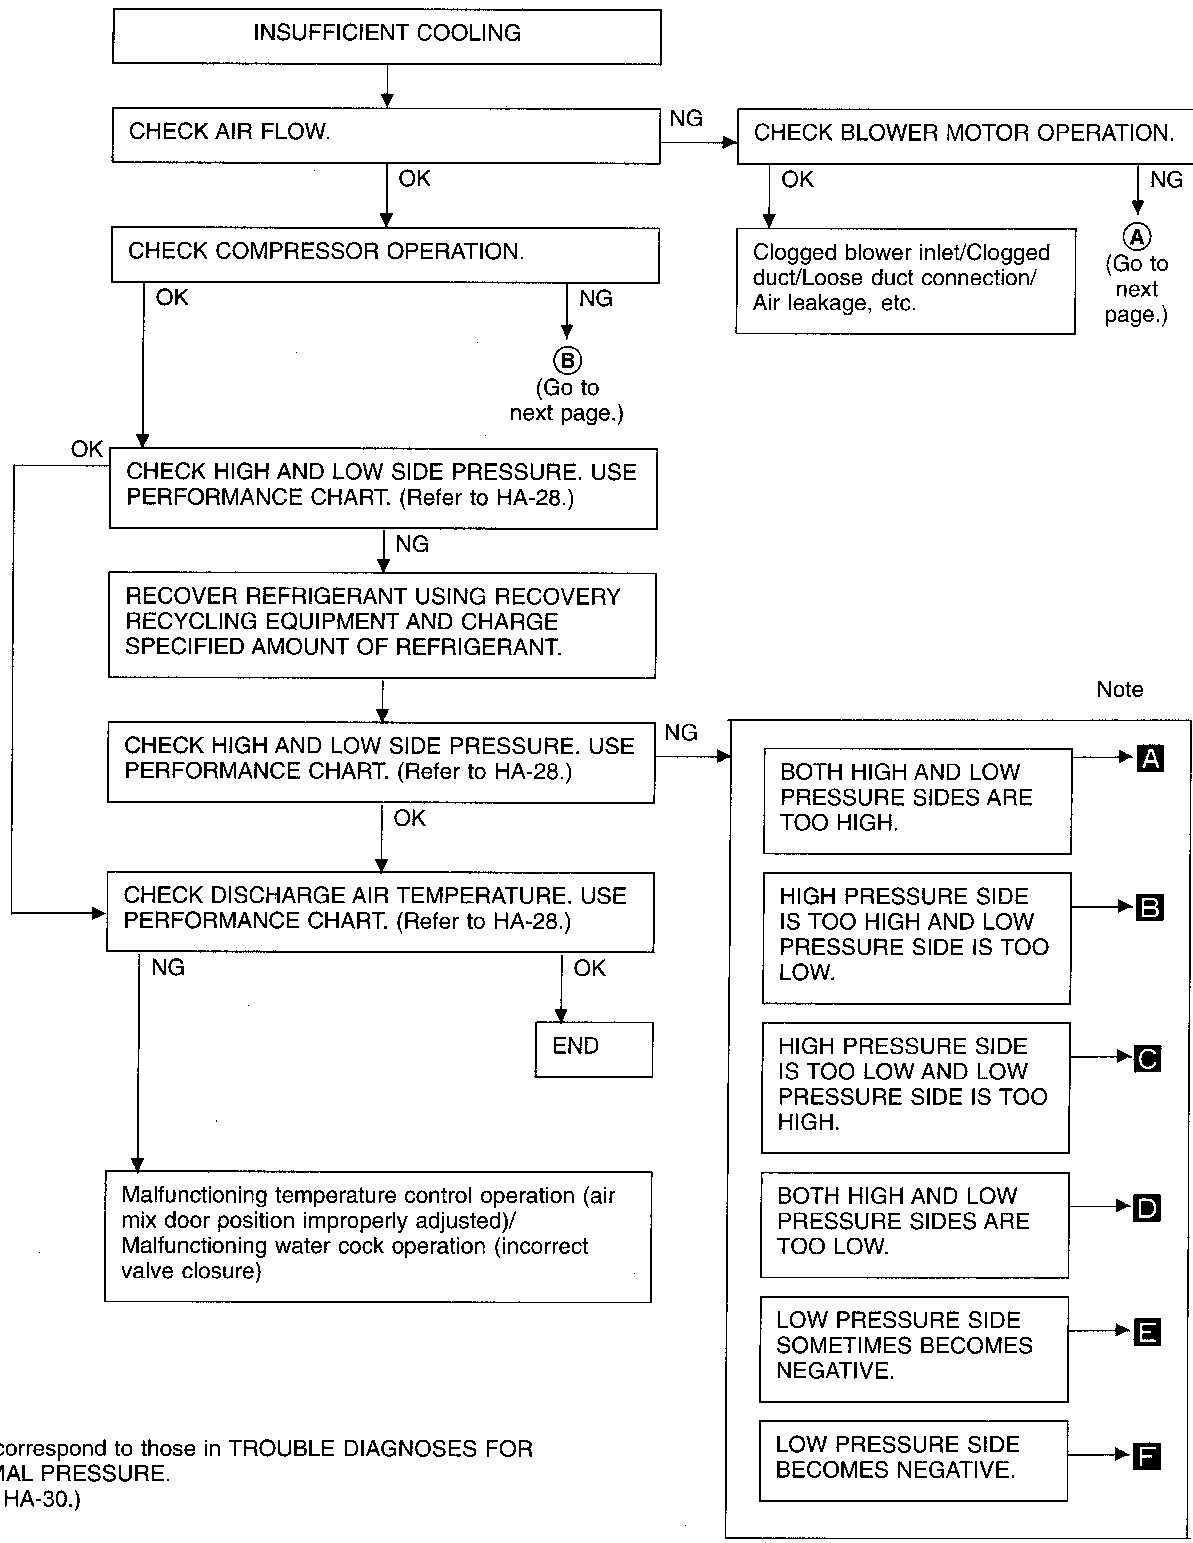 INSUFFICIENT COOLING
CHECK AIR FLOW.
NG
CHECK BLOWER MOTOR OPERATION.
OK
OK
NG
CHECK COMPRESSOR OPERATION.
Clogged blower inlet/Clogged
duct/Loose duct connection/
Air leakage, etc.
A
(Go to
next
page.)
OK
NG
B
(Go to
next page.)
OK
CHECK HIGH AND LOW SIDE PRESSURE. USE
PERFORMANCE CHART. (Refer to HA-28.)
NG
RECOVER REFRIGERANT USING RECOVERY
RECYCLING EQUIPMENT AND CHARGE
SPECIFIED AMOUNT OF REFRIGERANT.
CHECK HIGH AND LOW SIDE PRESSURE. USE
PERFORMANCE CHART. (Refer to HA-28.)
NG
OK
CHECK DISCHARGE AIR TEMPERATURE. USE
PERFORMANCE CHART. (Refer to HA-28.)
NG
OK
END
Malfunctioning temperature control operation (air
mix door position improperly adjusted)/
Malfunctioning water cock operation (incorrect
valve closure)
Note
BOTH HIGH AND LOW
PRESSURE SIDES ARE
TOO HIGH.
A
HIGH PRESSURE SIDE
IS TOO HIGH AND LOW
PRESSURE SIDE IS TOO
LOW.
B
HIGH PRESSURE SIDE
IS TOO LOW AND LOW
PRESSURE SIDE IS TOO
HIGH.
C
BOTH HIGH AND LOW
PRESSURE SIDES ARE
TOO LOW.
D
LOW PRESSURE SIDE
SOMETIMES BECOMES
NEGATIVE.
E
LOW PRESSURE SIDE
BECOMES NEGATIVE.
F
correspond to those in TROUBLE DIAGNOSES FOR
MAL PRESSURE.
HA-30.)